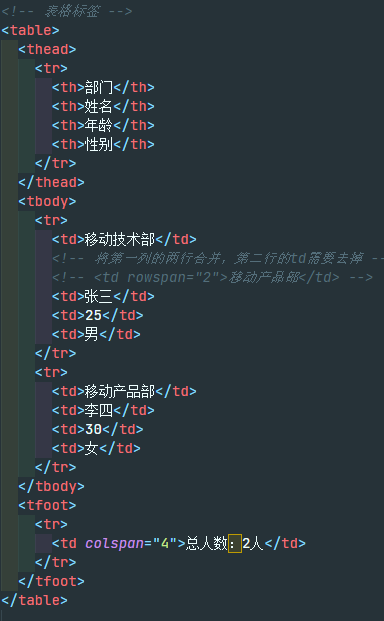 <!-- 表格标签 -->
<table>
<thead>
<tr>
<th>部门</th>
<th>姓名</th>
<th>年龄</th>
<th>性别</th>
</tr>
</thead>
<tbody>
<tr>
<td>移动技术部</td>
<!-- 将第一列的两行合并，第二行的td需要去掉 -
<!-- <td rowspan="2">移动产品部</td> -->
<td>张三</td>
<td>25</td>
<td>男</td>
</tr>
<tr>
<td>移动产品部</td>
<td>李四</td>
<td>30</td>
<td>女</td>
</tr>
</tbody>
<tfoot>
<tr>
<td colspan="4">总人数：2人</td>
</tr>
</tfoot>
</table>